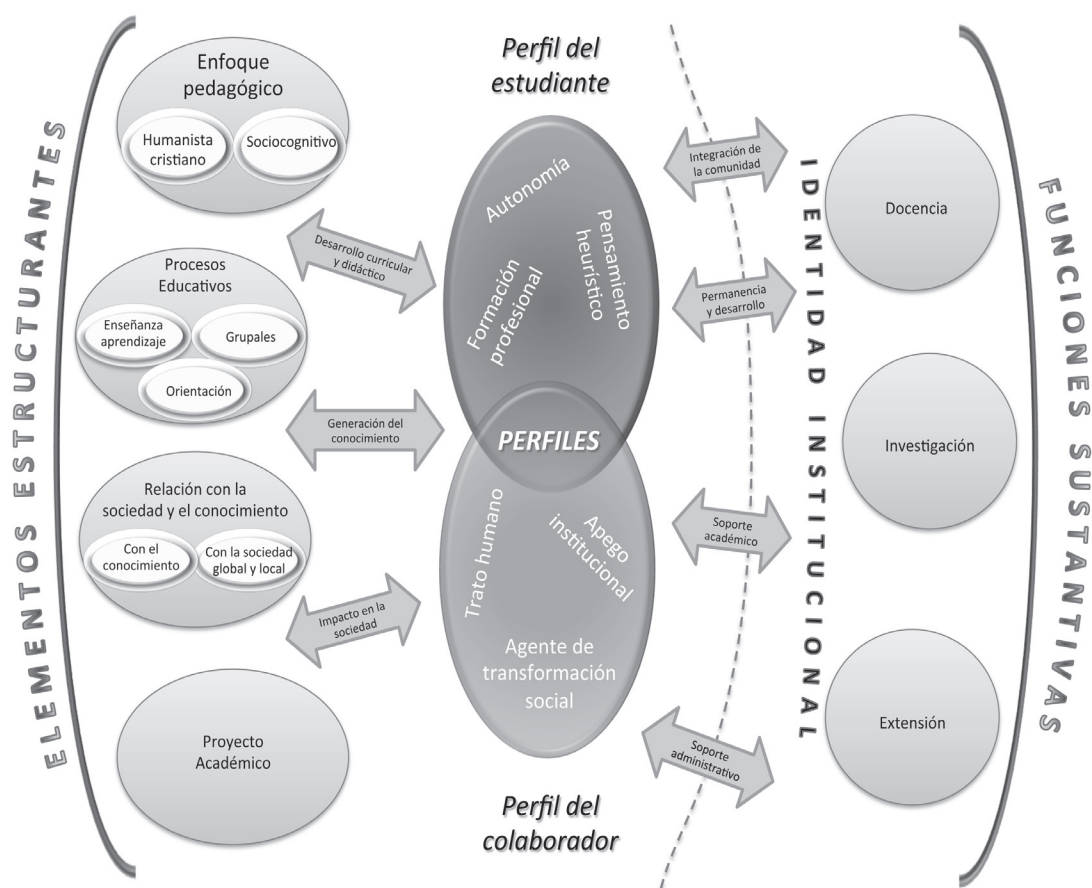 ELEMENTOS ESTRUCTURANTES
Enfoque
pedagógico
Humanista
cristiano
Sociocognitivo
Procesos
Educativos
Enseñanza
aprendizaje
Grupales
Orientación
Relación con la
sociedad y el conocimiento
Con el
conocimiento
Con la sociedad
global y local
Proyecto
Académico
Desarrollo curricular
y didáctico
Generación del
conocimiento
Impacto en la
sociedad
Perfil del
estudiante
Autonomía
Pensamiento
heurístico
Formación
profesional
PERFILES
Trato humano
Apego
institucional
Agente de
transformación
social
Perfil del
colaborador
Integración de
la comunidad
Permanencia
y desarrollo
Soporte
académico
Soporte
administrativo
IDENTIDAD INSTITUCIONAL
Docencia
Investigación
Extensión
FUNCIONES SUSTANTIVAS